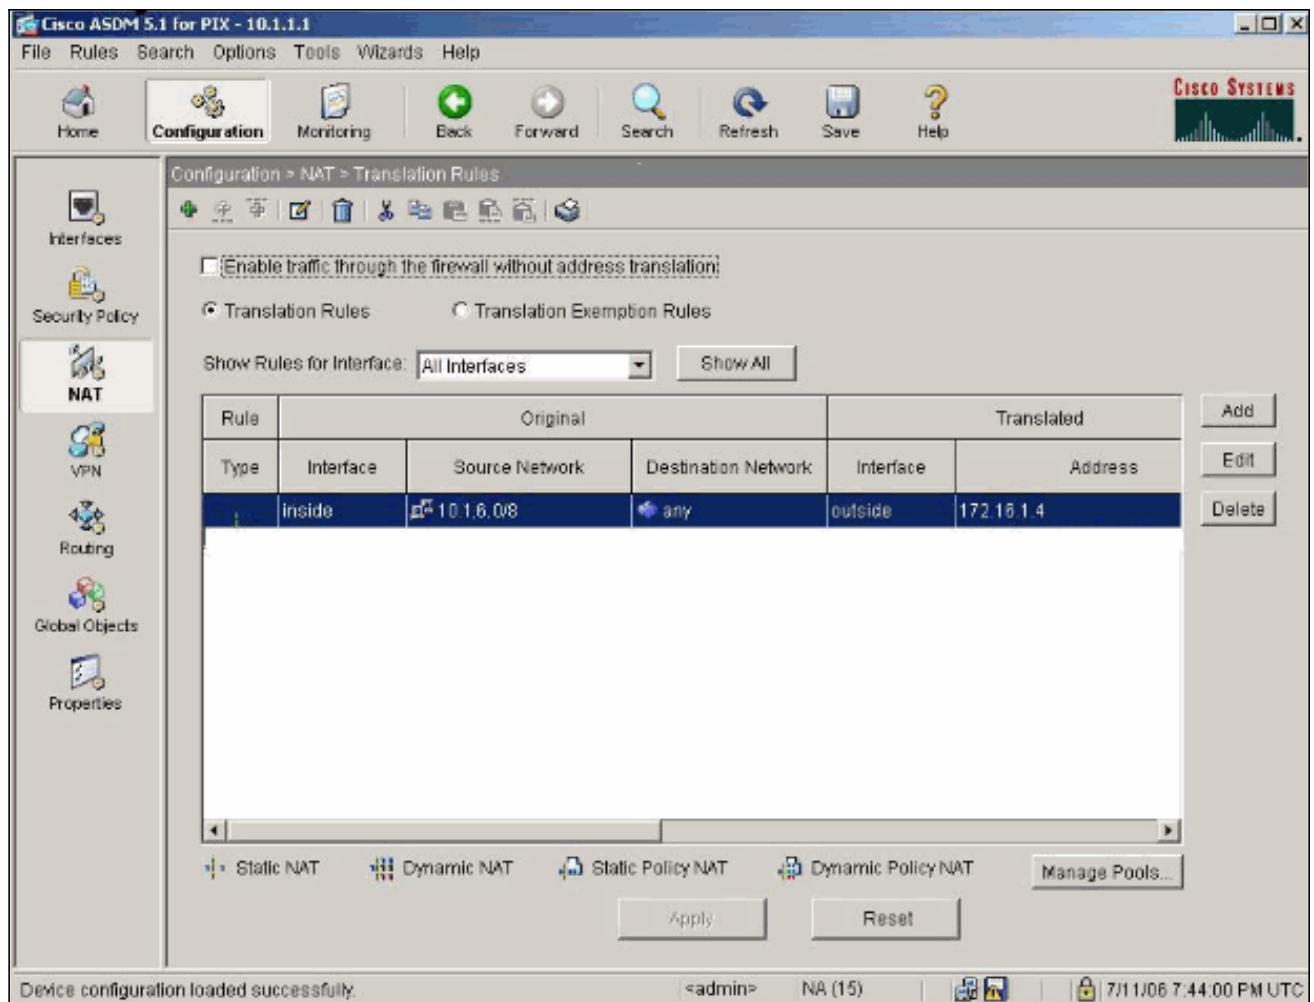 Cisco ASDM 5.1 for PIX - 10.1.1.1
File Rules Search Options Tools Wizards Help
Home Configuration Monitoring Back Forward Search Refresh Save Help
CISCO SYSTEMS
Configuration > NAT > Translation Rules
Interfaces
Security Policy
NAT
VPN
Routing
Global Objects
Properties
Enable traffic through the firewall without address translation
Translation Rules Translation Exemption Rules
Show Rules for Interface: All Interfaces Show All
Rule Original Translated
Type Interface Source Network Destination Network Interface Address
inside 10.1.6.0/8 any outside 172.16.1.4
Add
Edit
Delete
Static NAT Dynamic NAT Static Policy NAT Dynamic Policy NAT Manage Pools...
Apply Reset
Device configuration loaded successfully. <admin> NA (15) 7/11/06 7:44:00 PM UTC